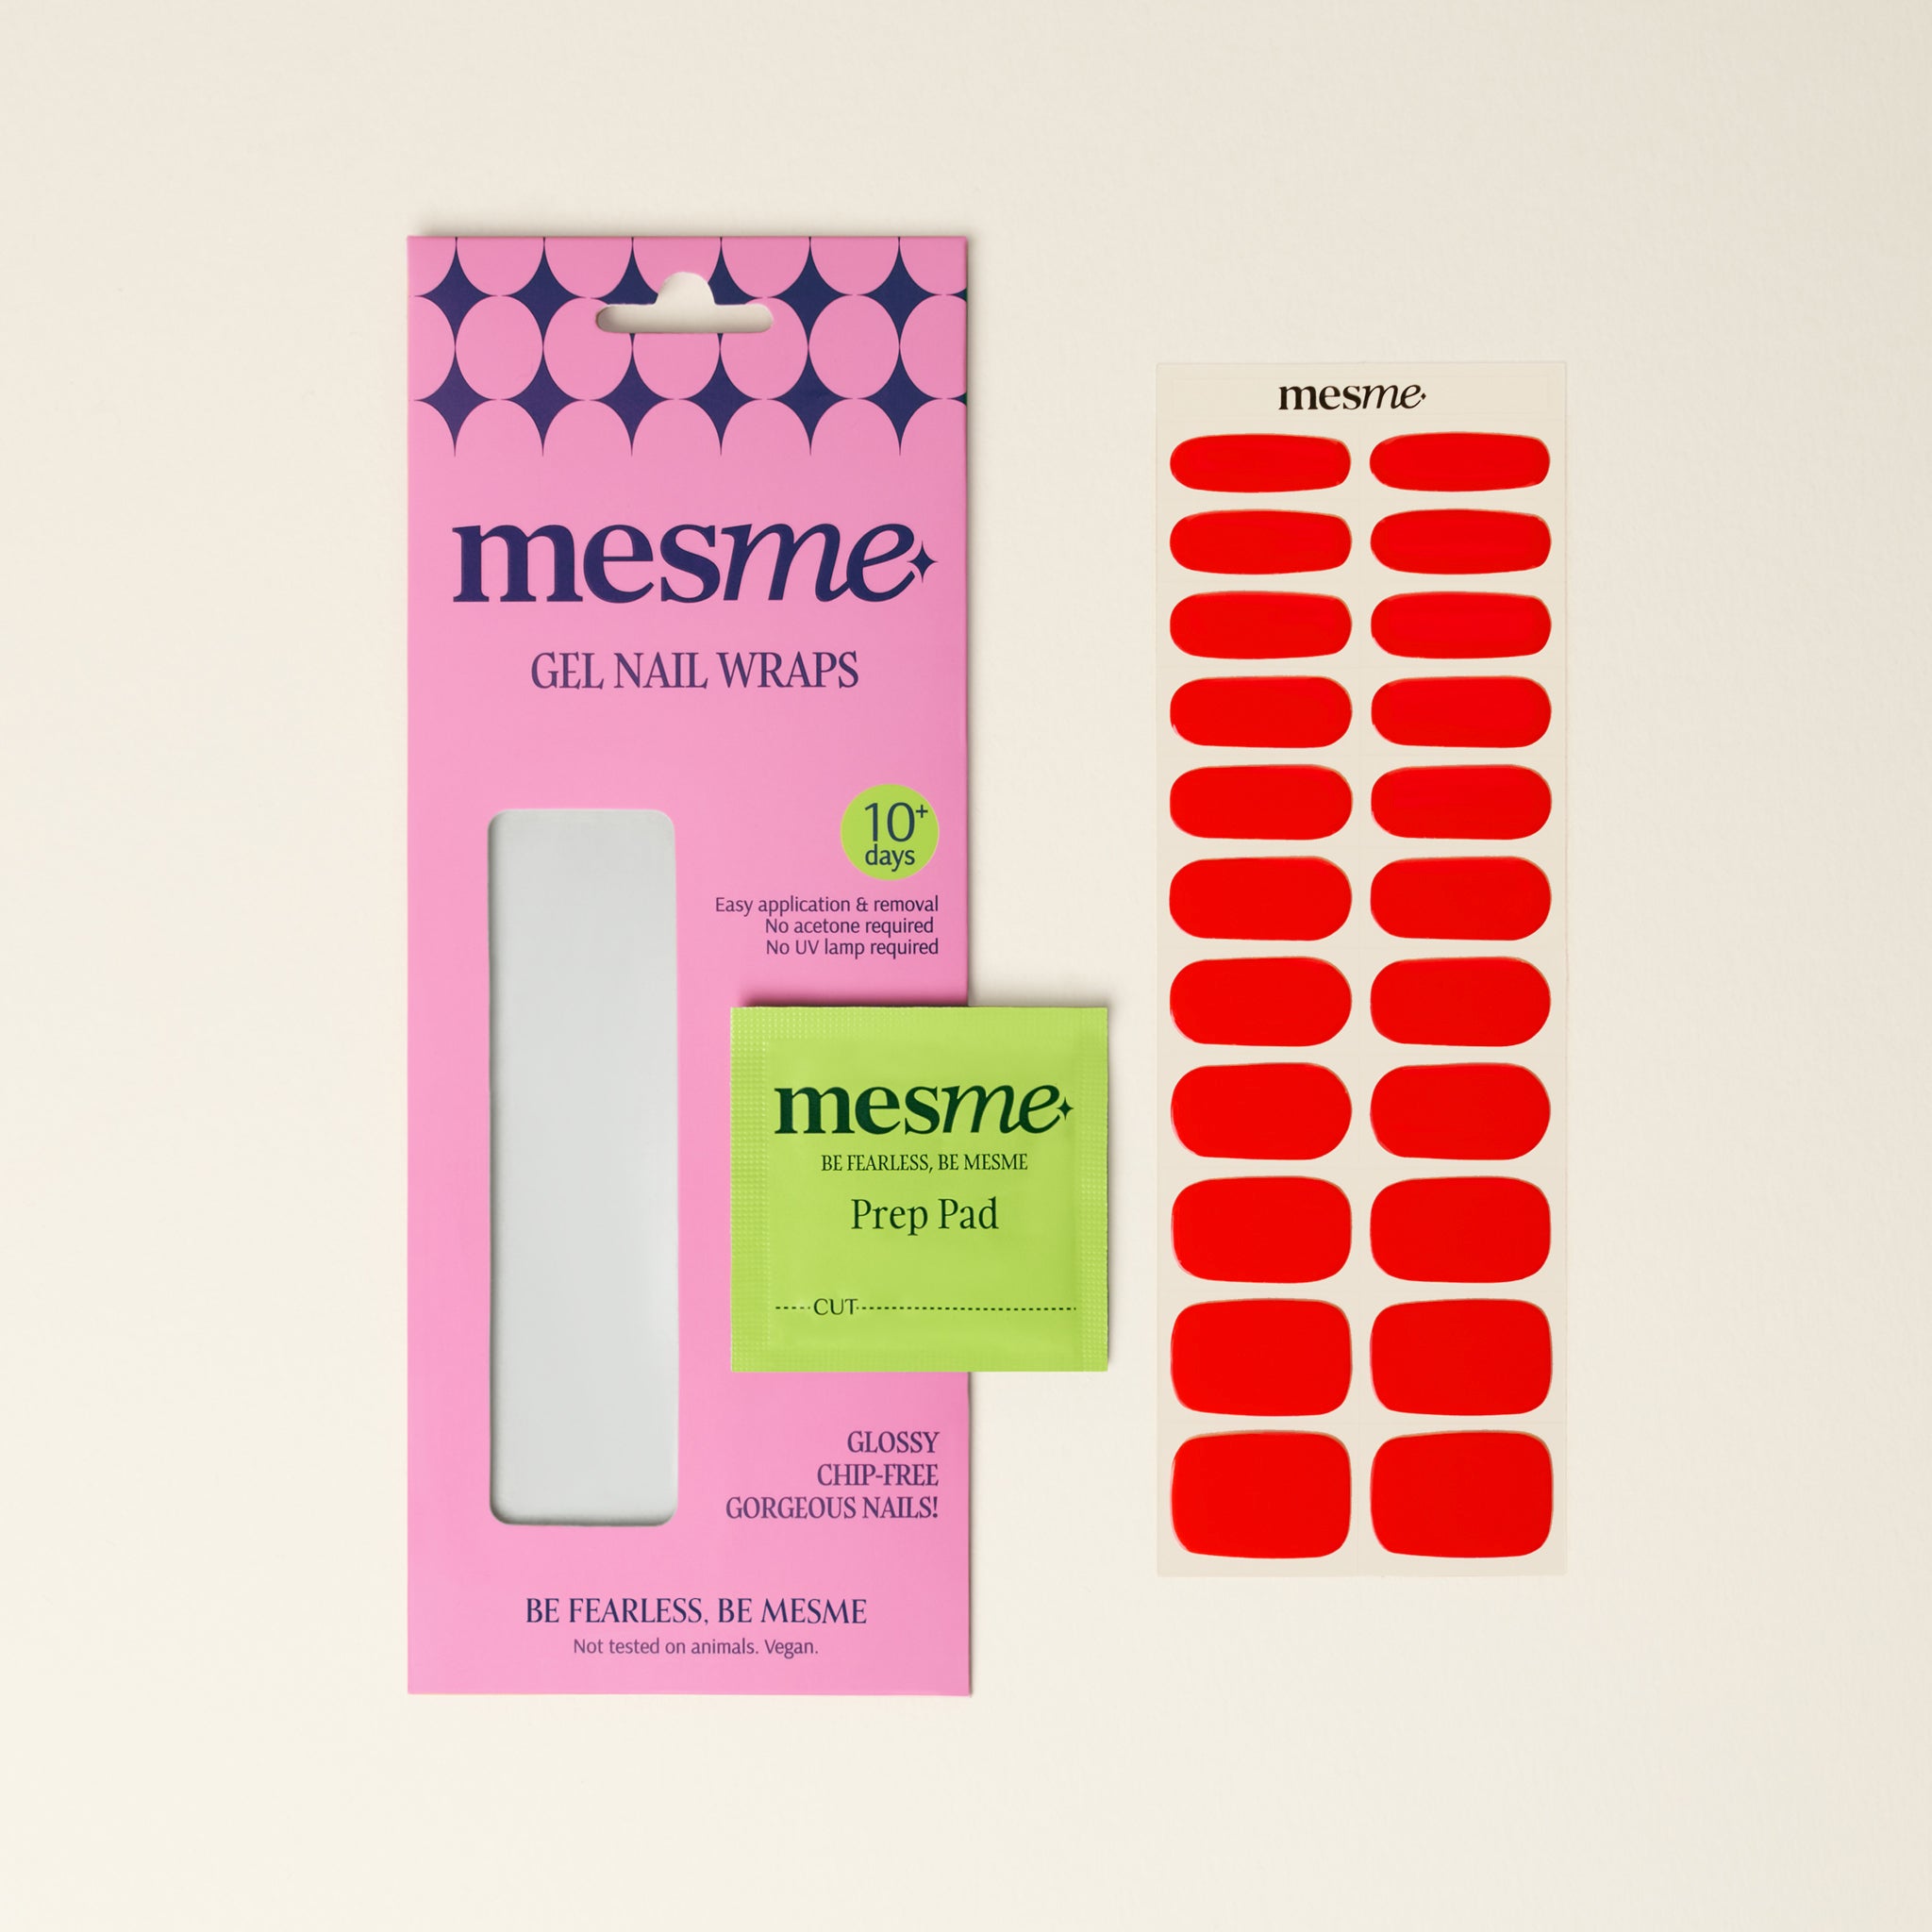 mesme
GEL NAIL WRAPS
10+
days
Easy application & removal
No acetone required
No UV lamp required
mesme
BE FEARLESS, BE MESME
Prep Pad
CUT
GLOSSY
CHIP-FREE
GORGEOUS NAILS!
BE FEARLESS, BE MESME
Not tested on animals. Vegan.
mesme